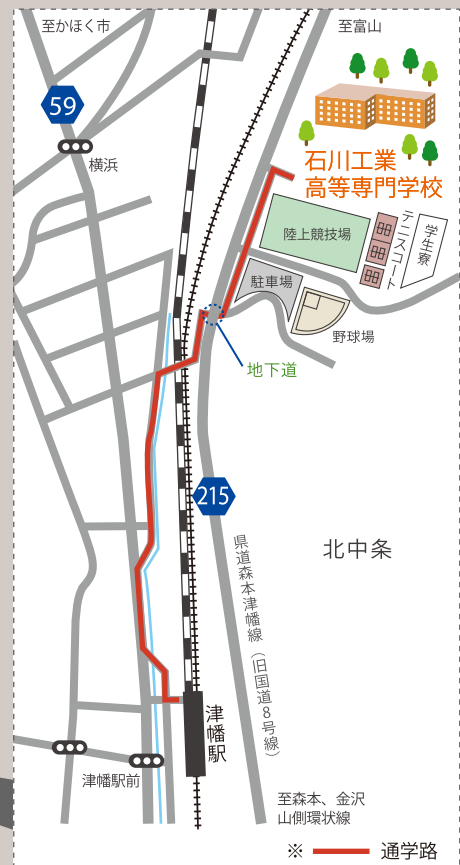 至かほく市
至富山
59
横浜
石川工業
高等専門学校
陸上競技場
テニスコート
学生寮
駐車場
野球場
地下道
215
北中条
県道森本津幡線（旧国道8号線）
津幡駅
津幡駅前
至森本、金沢
山側環状線
※ 通学路